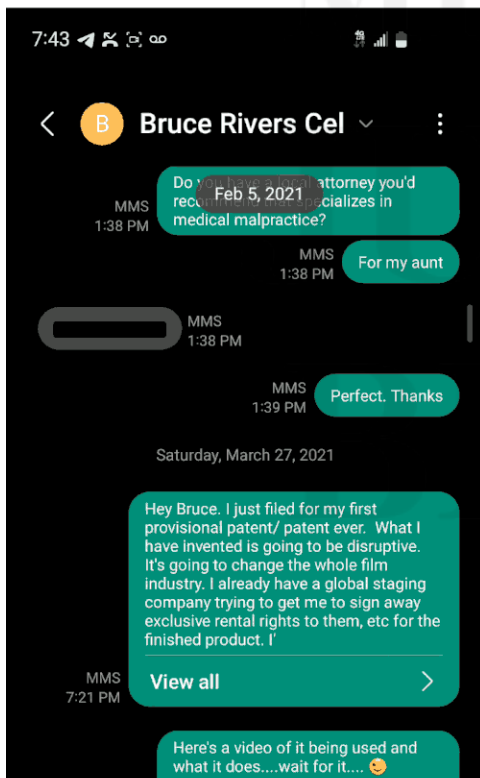 7:43
B Bruce Rivers Cel
Do you have a local attorney you'd
Feb 5, 2021
recommend that specializes in
medical malpractice?
MMS
1:38 PM
For my aunt
MMS
1:38 PM
MMS
1:38 PM
Perfect. Thanks
MMS
1:39 PM
Saturday, March 27, 2021
Hey Bruce. I just filed for my first
provisional patent/ patent ever. What I
have invented is going to be disruptive.
It's going to change the whole film
industry. I already have a global staging
company trying to get me to sign away
exclusive rental rights to them, etc for the
finished product. I'
View all
MMS
7:21 PM
Here's a video of it being used and
what it does....wait for it.... 😉